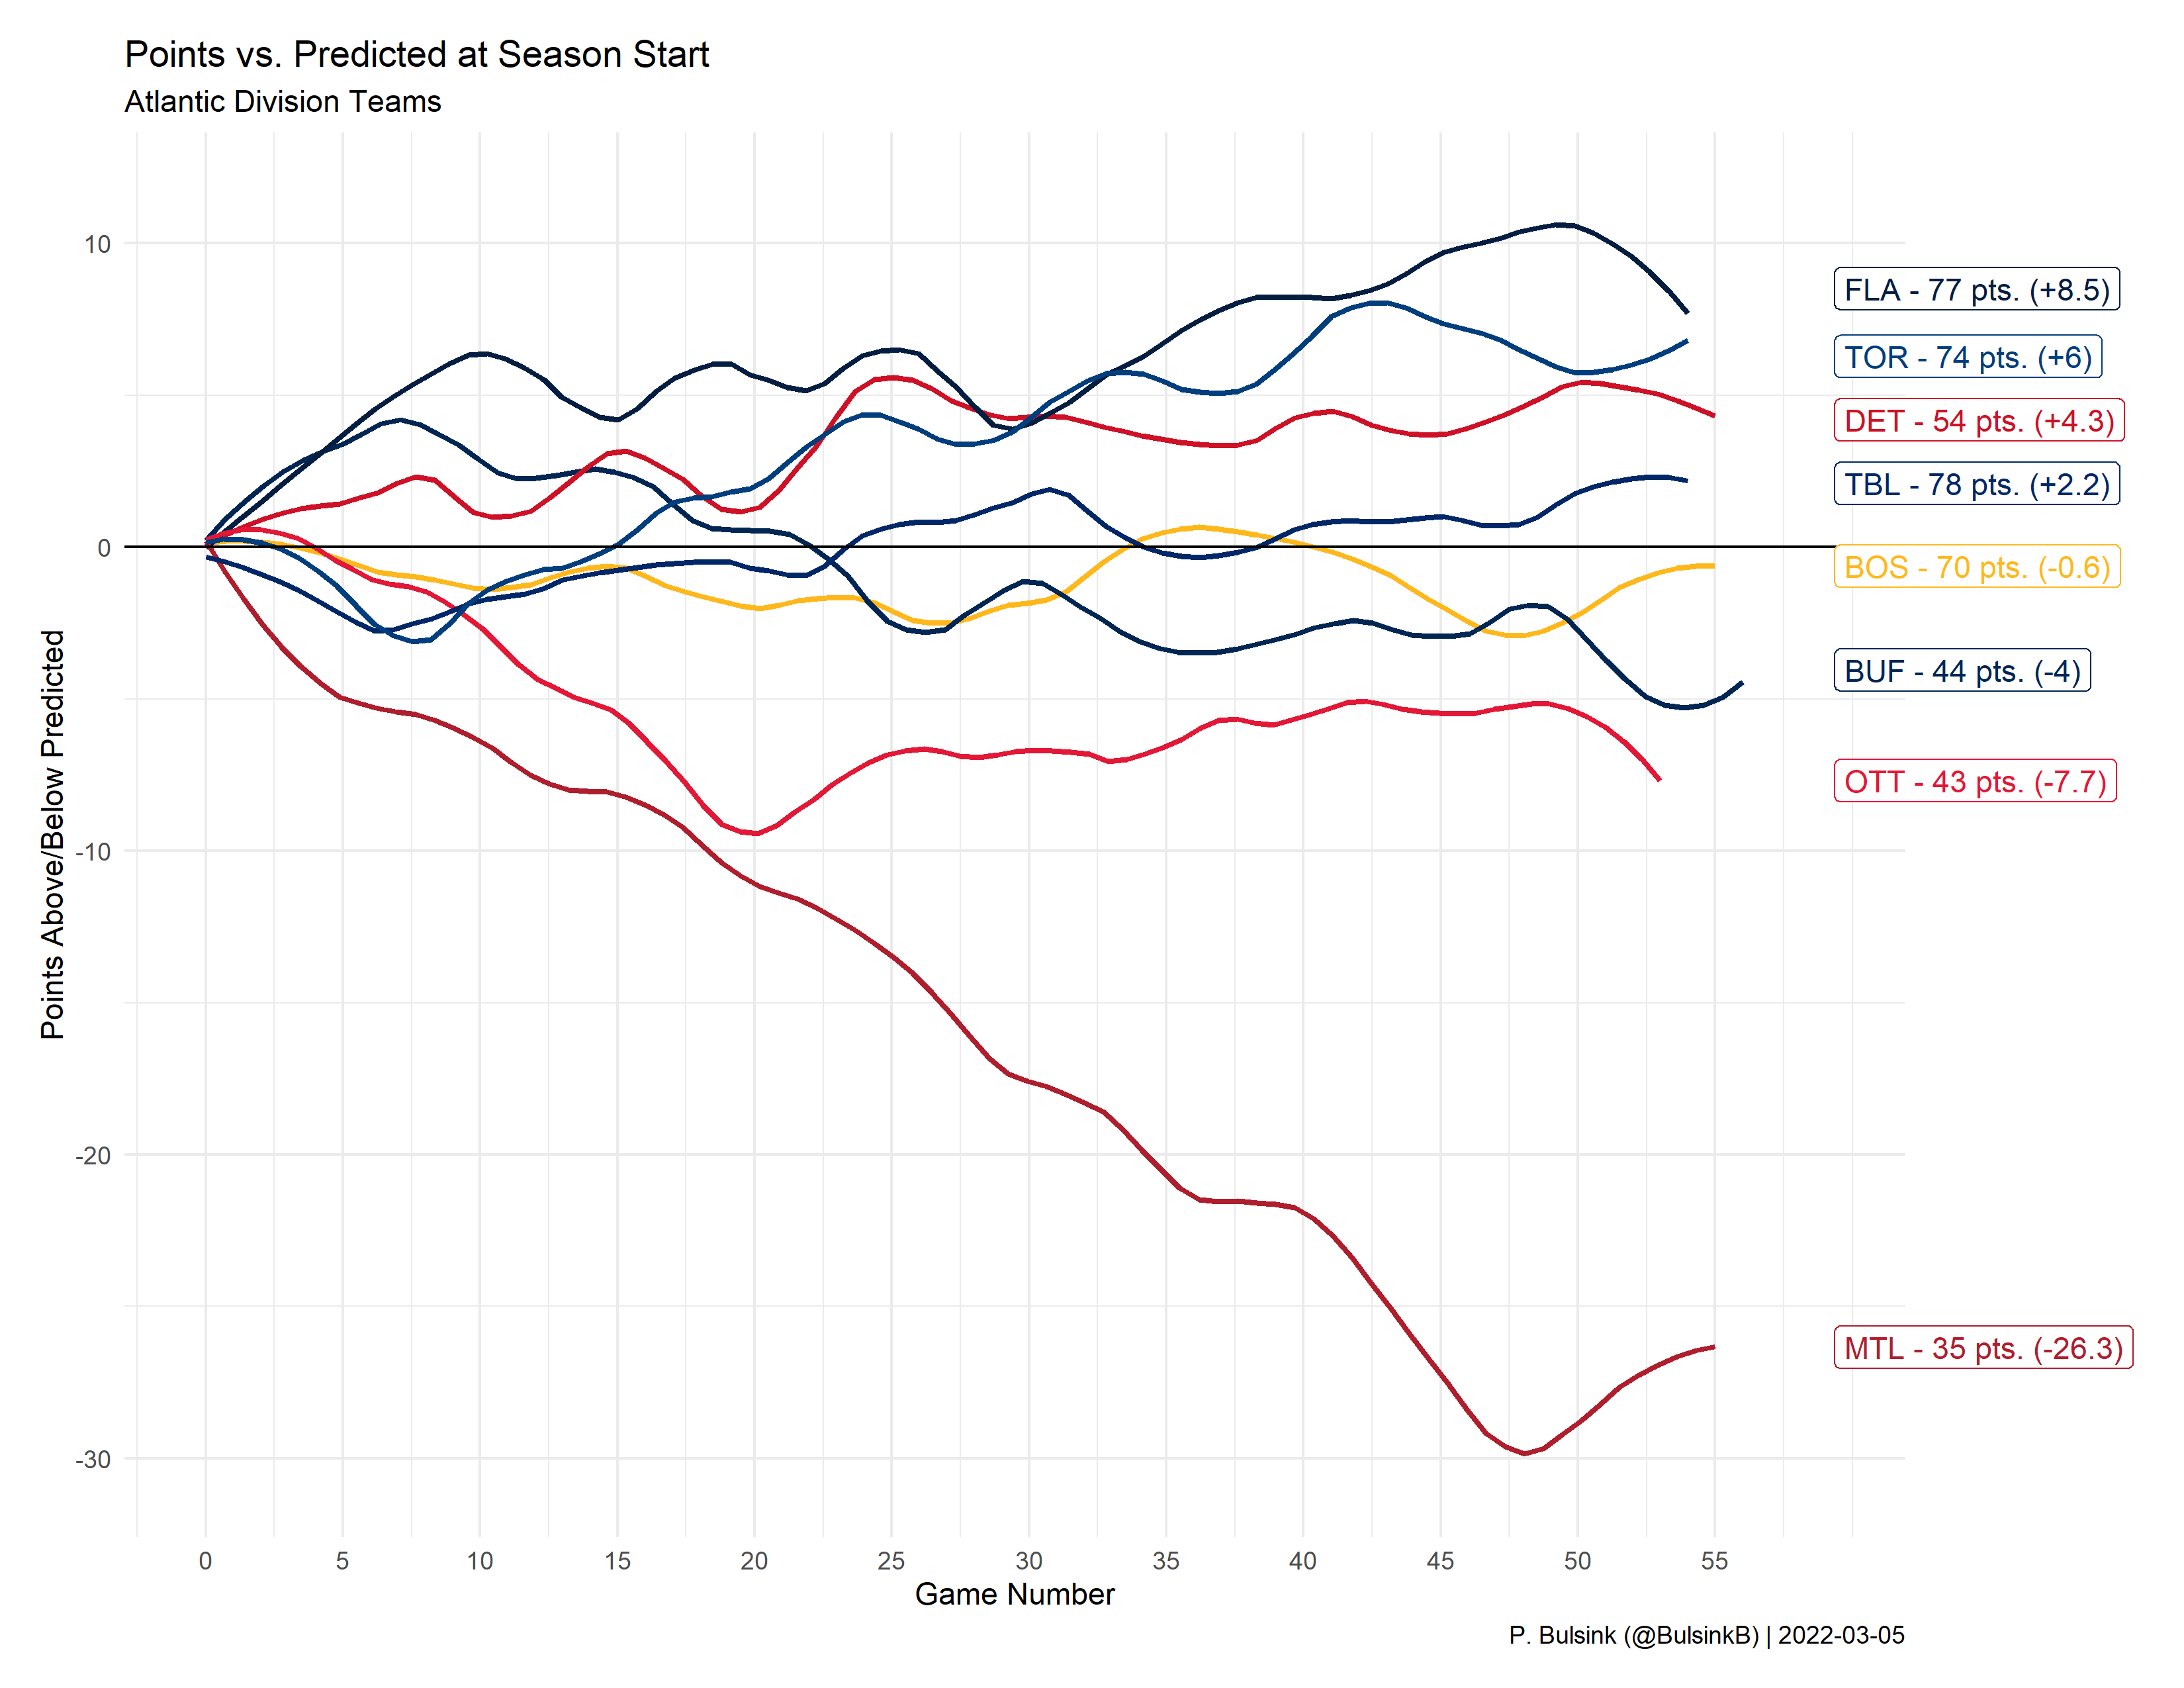 Points vs. Predicted at Season Start
Atlantic Division Teams
Points Above/Below Predicted
10
0
-10
-20
-30
FLA - 77 pts. (+8.5)
TOR - 74 pts. (+6)
DET - 54 pts. (+4.3)
TBL - 78 pts. (+2.2)
BOS - 70 pts. (-0.6)
BUF - 44 pts. (-4)
OTT - 43 pts. (-7.7)
MTL - 35 pts. (-26.3)
0 5 10 15 20 25 30 35 40 45 50 55
Game Number
P. Bulsink (@BulsinkB) | 2022-03-05